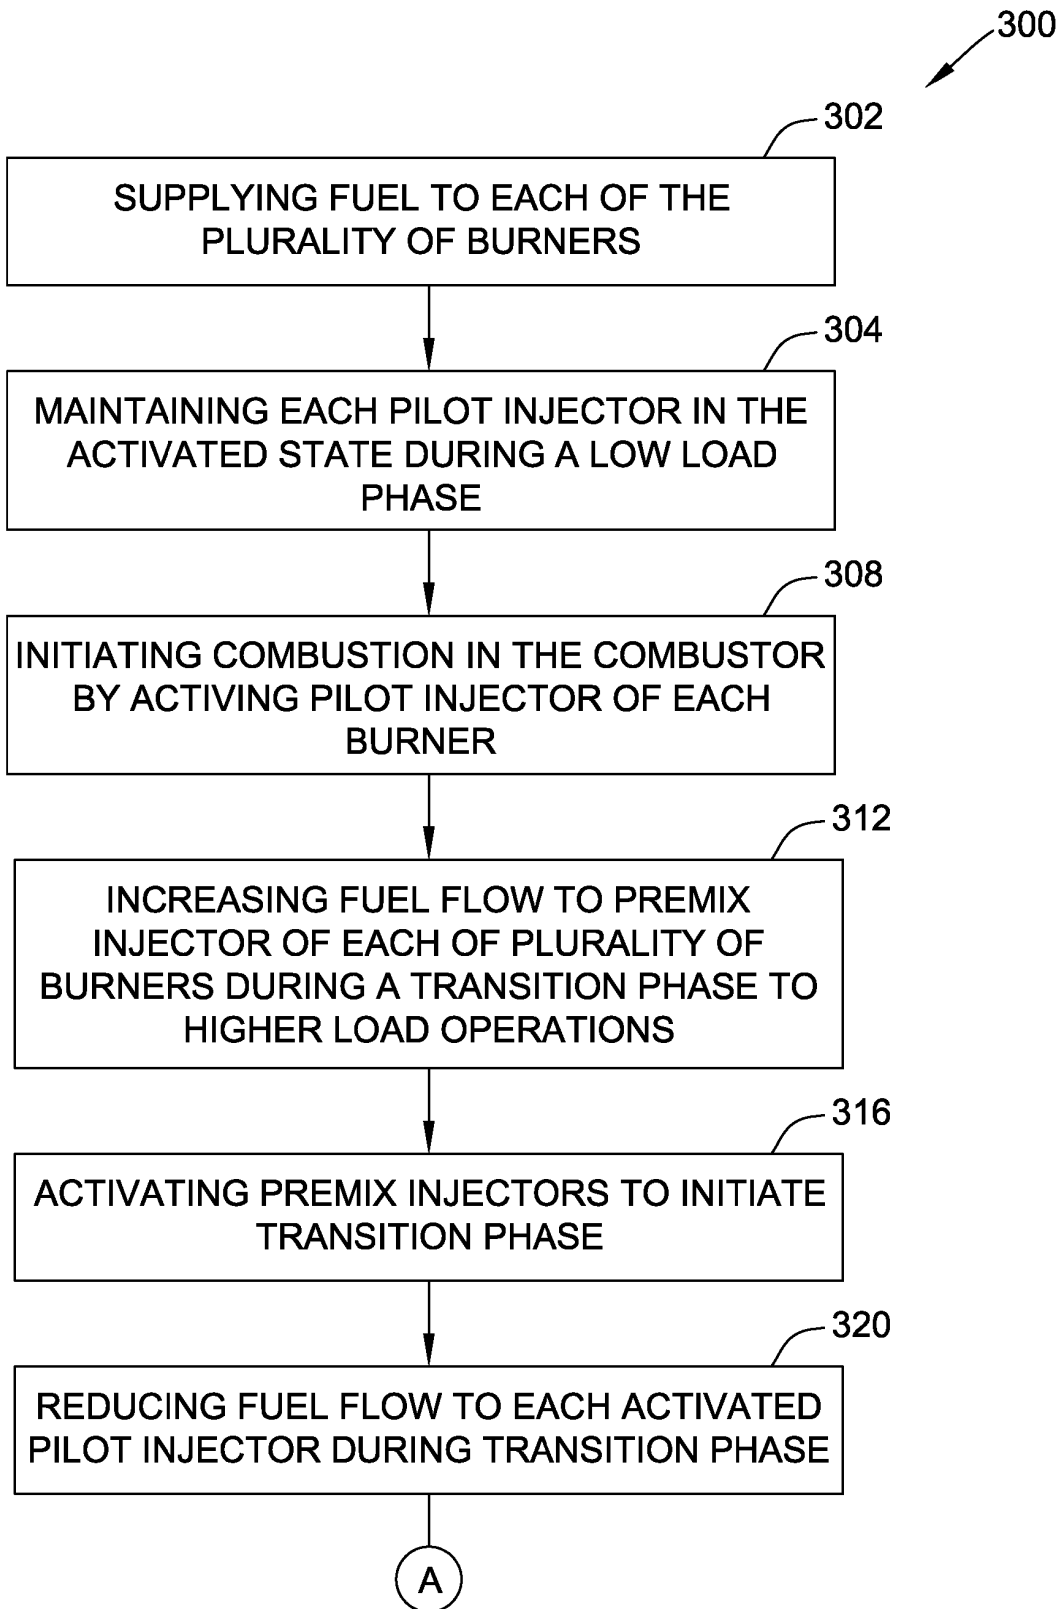 300
302
SUPPLYING FUEL TO EACH OF THE
PLURALITY OF BURNERS
304
MAINTAINING EACH PILOT INJECTOR IN THE
ACTIVATED STATE DURING A LOW LOAD
PHASE
308
INITIATING COMBUSTION IN THE COMBUSTOR
BY ACTIVING PILOT INJECTOR OF EACH
BURNER
312
INCREASING FUEL FLOW TO PREMIX
INJECTOR OF EACH OF PLURALITY OF
BURNERS DURING A TRANSITION PHASE TO
HIGHER LOAD OPERATIONS
316
ACTIVATING PREMIX INJECTORS TO INITIATE
TRANSITION PHASE
320
REDUCING FUEL FLOW TO EACH ACTIVATED
PILOT INJECTOR DURING TRANSITION PHASE
A